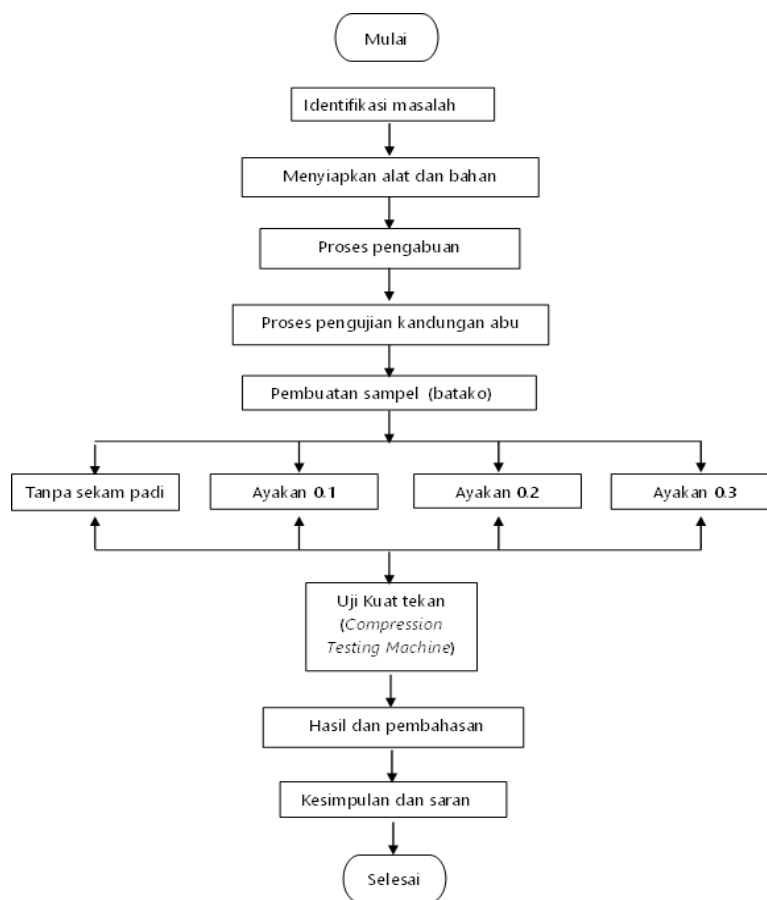 Mulai
Identifikasi masalah
Menyiapkan alat dan bahan
Proses pengabuan
Proses pengujian kandungan abu
Pembuatan sampel (batako)
Tanpa sekam padi
Ayakan 0.1
Ayakan 0.2
Ayakan 0.3
Uji Kuat tekan
(Compression
Testing Machine)
Hasil dan pembahasan
Kesimpulan dan saran
Selesai